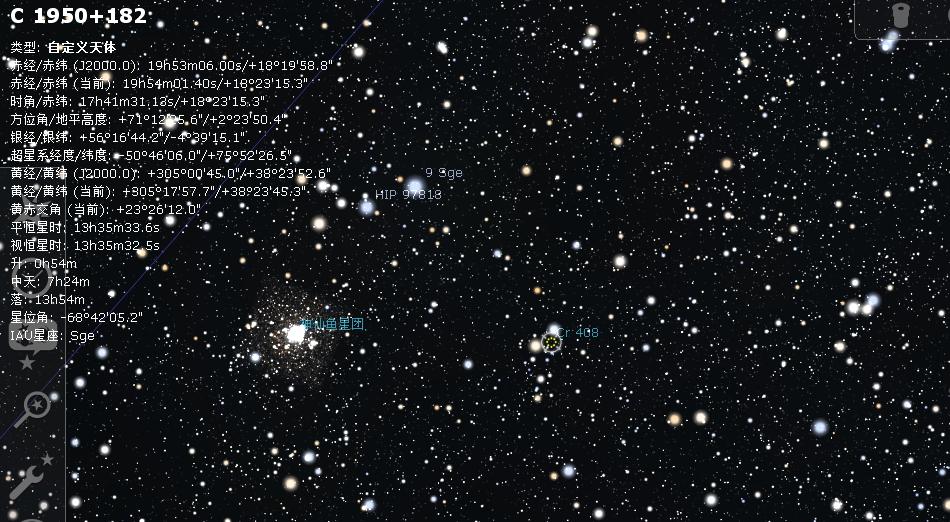 C 1950+182
类型: 自定义天体
赤经/赤纬 (J2000.0): 19h53m06.00s/+18°19'58.8"
赤经/赤纬 (当前): 19h54m01.40s/+18°23'15.3"
时角/赤纬: 17h41m31.13s/+18°23'15.3"
方位角/地平高度: +71°12'35.6"/+2°23'50.4"
银经/银纬: +56°16'44.2"/-4°39'15.1"
超星系经度/纬度: -50°46'06.0"/+75°52'26.5"
黄经/黄纬 (J2000.0): +305°00'45.0"/+38°23'52.6"
黄经/黄纬 (当前): +305°17'57.7"/+38°23'45.3"
黄赤交角 (当前): +23°26'12.0"
平恒星时: 13h35m33.6s
视恒星时: 13h35m32.5s
升: 0h54m
中天: 7h24m
落: 13h54m
星位角: -68°42'05.2"
IAU星座: Sge
9 Sge
HIP 97818
神仙鱼星团
Cr 408